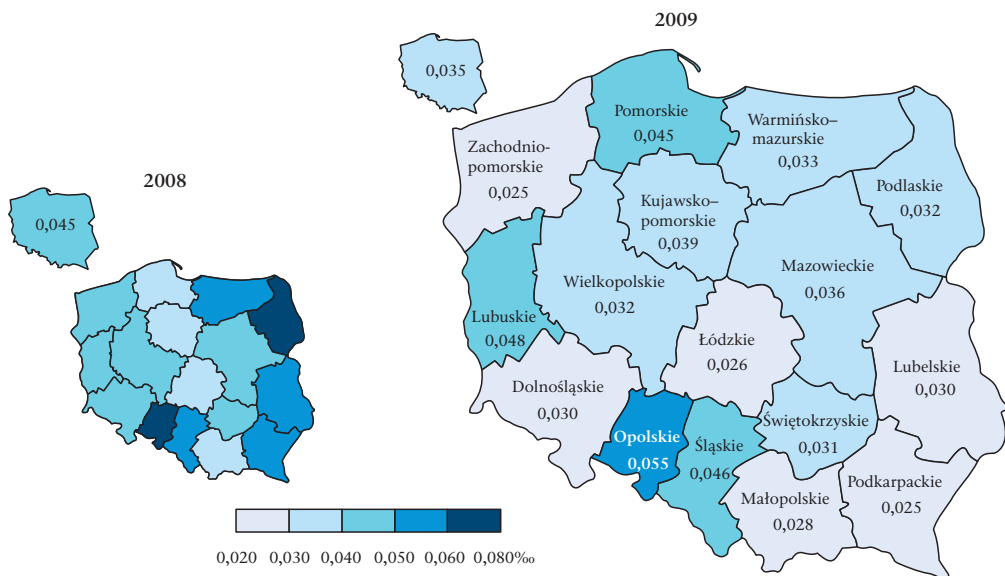 2008
0,045
0,020 0,030 0,040 0,050 0,060 0,080‰
2009
0,035
Pomorskie
0,045
Warmińsko–
mazurskie
0,033
Zachodnio-
pomorskie
0,025
Podlaskie
0,032
Kujawsko–
pomorskie
0,039
Mazowieckie
0,036
Wielkopolskie
0,032
Lubuskie
0,048
Łódzkie
0,026
Lubelskie
0,030
Dolnośląskie
0,030
Opolskie
0,055
Śląskie
0,046
Świętokrzyskie
0,031
Małopolskie
0,028
Podkarpackie
0,025